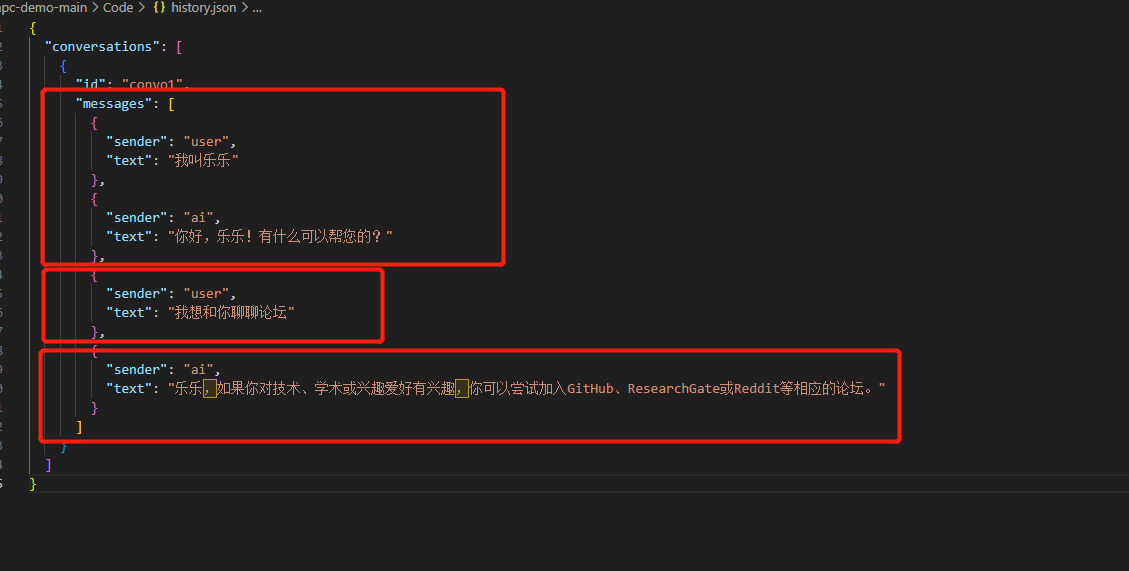 pc-demo-main > Code > {} history.json > ...
{
"conversations": [
{
"id": "convo1",
"messages": [
{
"sender": "user",
"text": "我叫乐乐"
},
{
"sender": "ai",
"text": "你好，乐乐！有什么可以帮您的？"
},
{
"sender": "user",
"text": "我想和你聊聊论坛"
},
{
"sender": "ai",
"text": "乐乐，如果你对技术、学术或兴趣爱好有兴趣，你可以尝试加入GitHub、ResearchGate或Reddit等相应的论坛。"
}
]
}
]
}